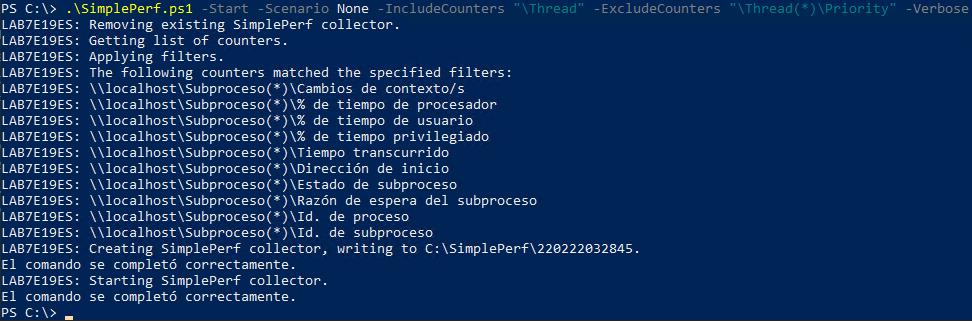 PS C:\> .\SimplePerf.ps1 -Start -Scenario None -IncludeCounters "\Thread" -ExcludeCounters "\Thread(*)\Priority" -Verbose
LAB7E19ES: Removing existing SimplePerf collector.
LAB7E19ES: Getting list of counters.
LAB7E19ES: Applying filters.
LAB7E19ES: The following counters matched the specified filters:
LAB7E19ES: \\localhost\Subproceso(*)\Cambios de contexto/s
LAB7E19ES: \\localhost\Subproceso(*)\% de tiempo de procesador
LAB7E19ES: \\localhost\Subproceso(*)\% de tiempo de usuario
LAB7E19ES: \\localhost\Subproceso(*)\% de tiempo privilegiado
LAB7E19ES: \\localhost\Subproceso(*)\Tiempo transcurrido
LAB7E19ES: \\localhost\Subproceso(*)\Dirección de inicio
LAB7E19ES: \\localhost\Subproceso(*)\Estado de subproceso
LAB7E19ES: \\localhost\Subproceso(*)\Razón de espera del subproceso
LAB7E19ES: \\localhost\Subproceso(*)\Id. de proceso
LAB7E19ES: \\localhost\Subproceso(*)\Id. de subproceso
LAB7E19ES: Creating SimplePerf collector, writing to C:\SimplePerf\220222032845.
El comando se completó correctamente.
LAB7E19ES: Starting SimplePerf collector.
El comando se completó correctamente.
PS C:\>